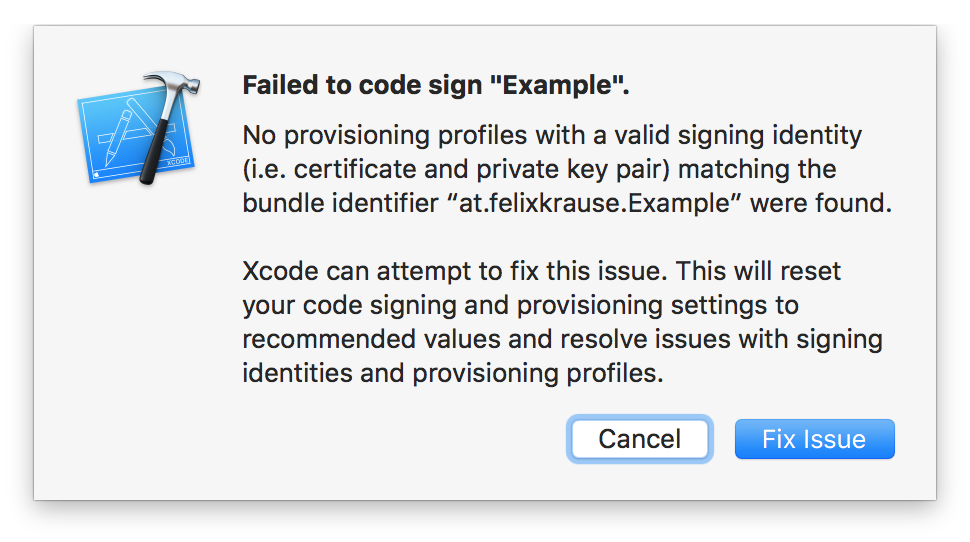 Failed to code sign "Example".
No provisioning profiles with a valid signing identity
(i.e. certificate and private key pair) matching the
bundle identifier “at.felixkrause.Example” were found.
Xcode can attempt to fix this issue. This will reset
your code signing and provisioning settings to
recommended values and resolve issues with signing
identities and provisioning profiles.
XCODE
Cancel
Fix Issue